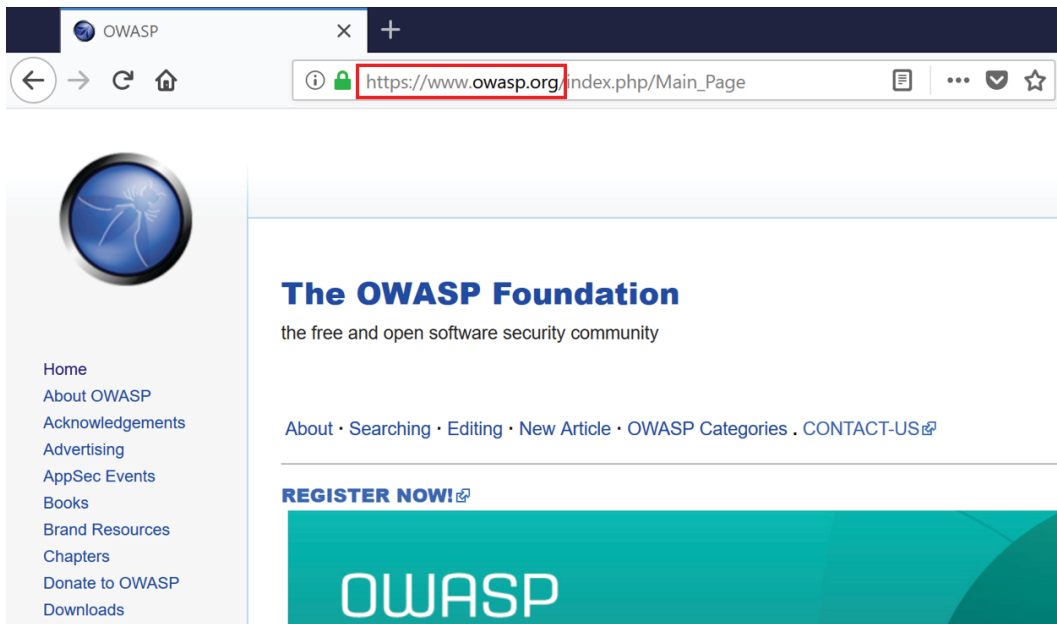 OWASP
https://www.owasp.org/index.php/Main_Page
The OWASP Foundation
the free and open software security community
Home
About OWASP
Acknowledgements
Advertising
AppSec Events
Books
Brand Resources
Chapters
Donate to OWASP
Downloads
About · Searching · Editing · New Article · OWASP Categories . CONTACT-US
REGISTER NOW!
OWASP